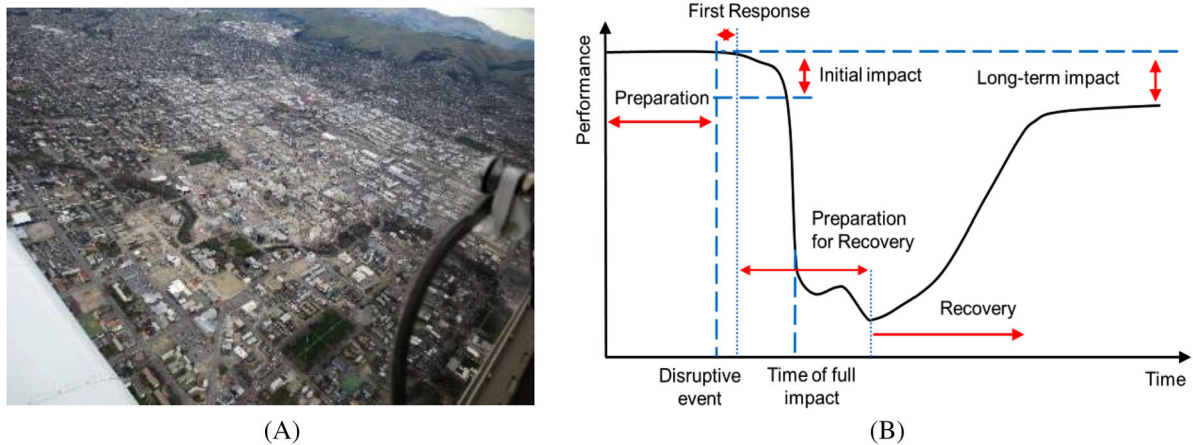 First Response
Performance
Initial impact
Long-term impact
Preparation
Preparation
for Recovery
Recovery
Disruptive
event
Time of full
impact
Time
(A)
(B)